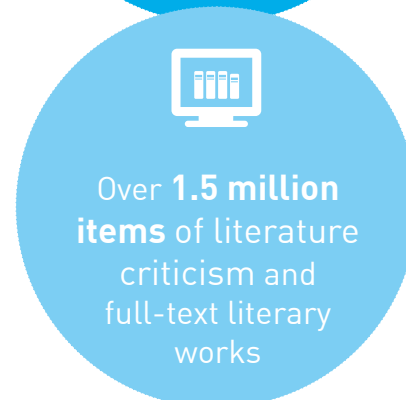 Over 1.5 million
items of literature
criticism and
full-text literary
works